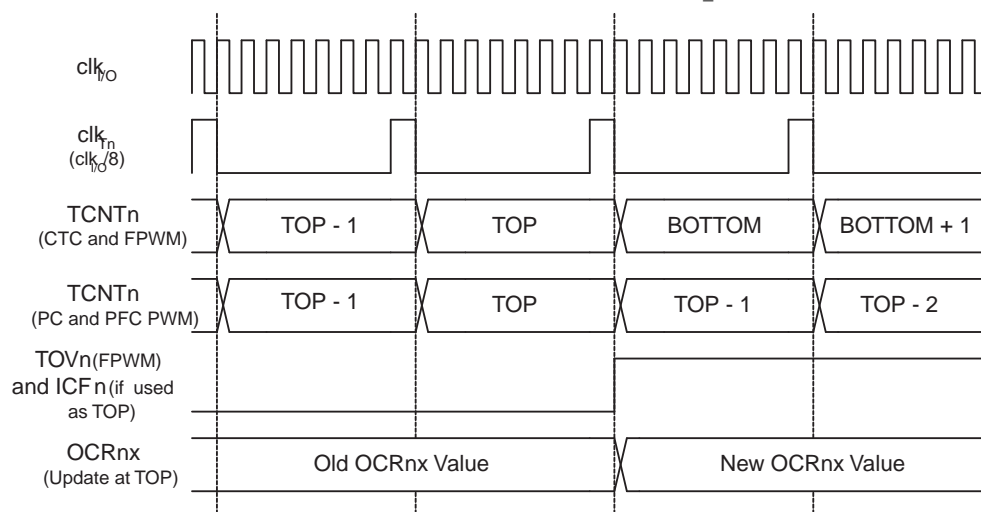 clkI/O
clkTn
(clkI/O/8)
TCNTn
(CTC and FPWM)
TOP - 1
TOP
BOTTOM
BOTTOM + 1
TCNTn
(PC and PFC PWM)
TOP - 1
TOP
TOP - 1
TOP - 2
TOVn (FPWM)
and ICFn (if used
as TOP)
OCRnx
(Update at TOP)
Old OCRnx Value
New OCRnx Value